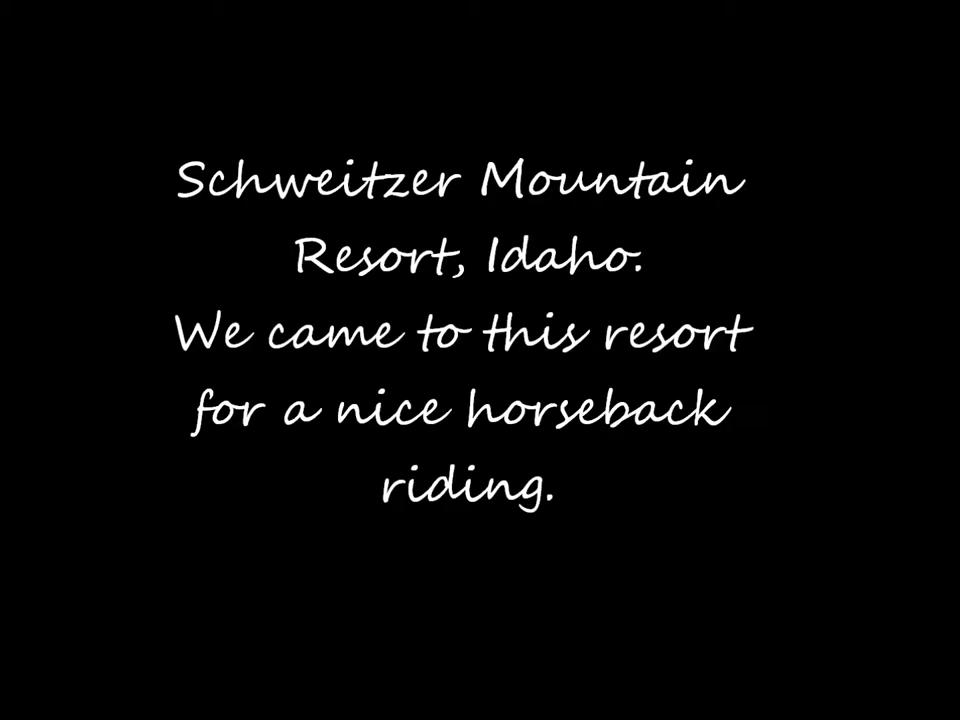 Schweitzer Mountain
Resort, Idaho.
We came to this resort
for a nice horseback
riding.